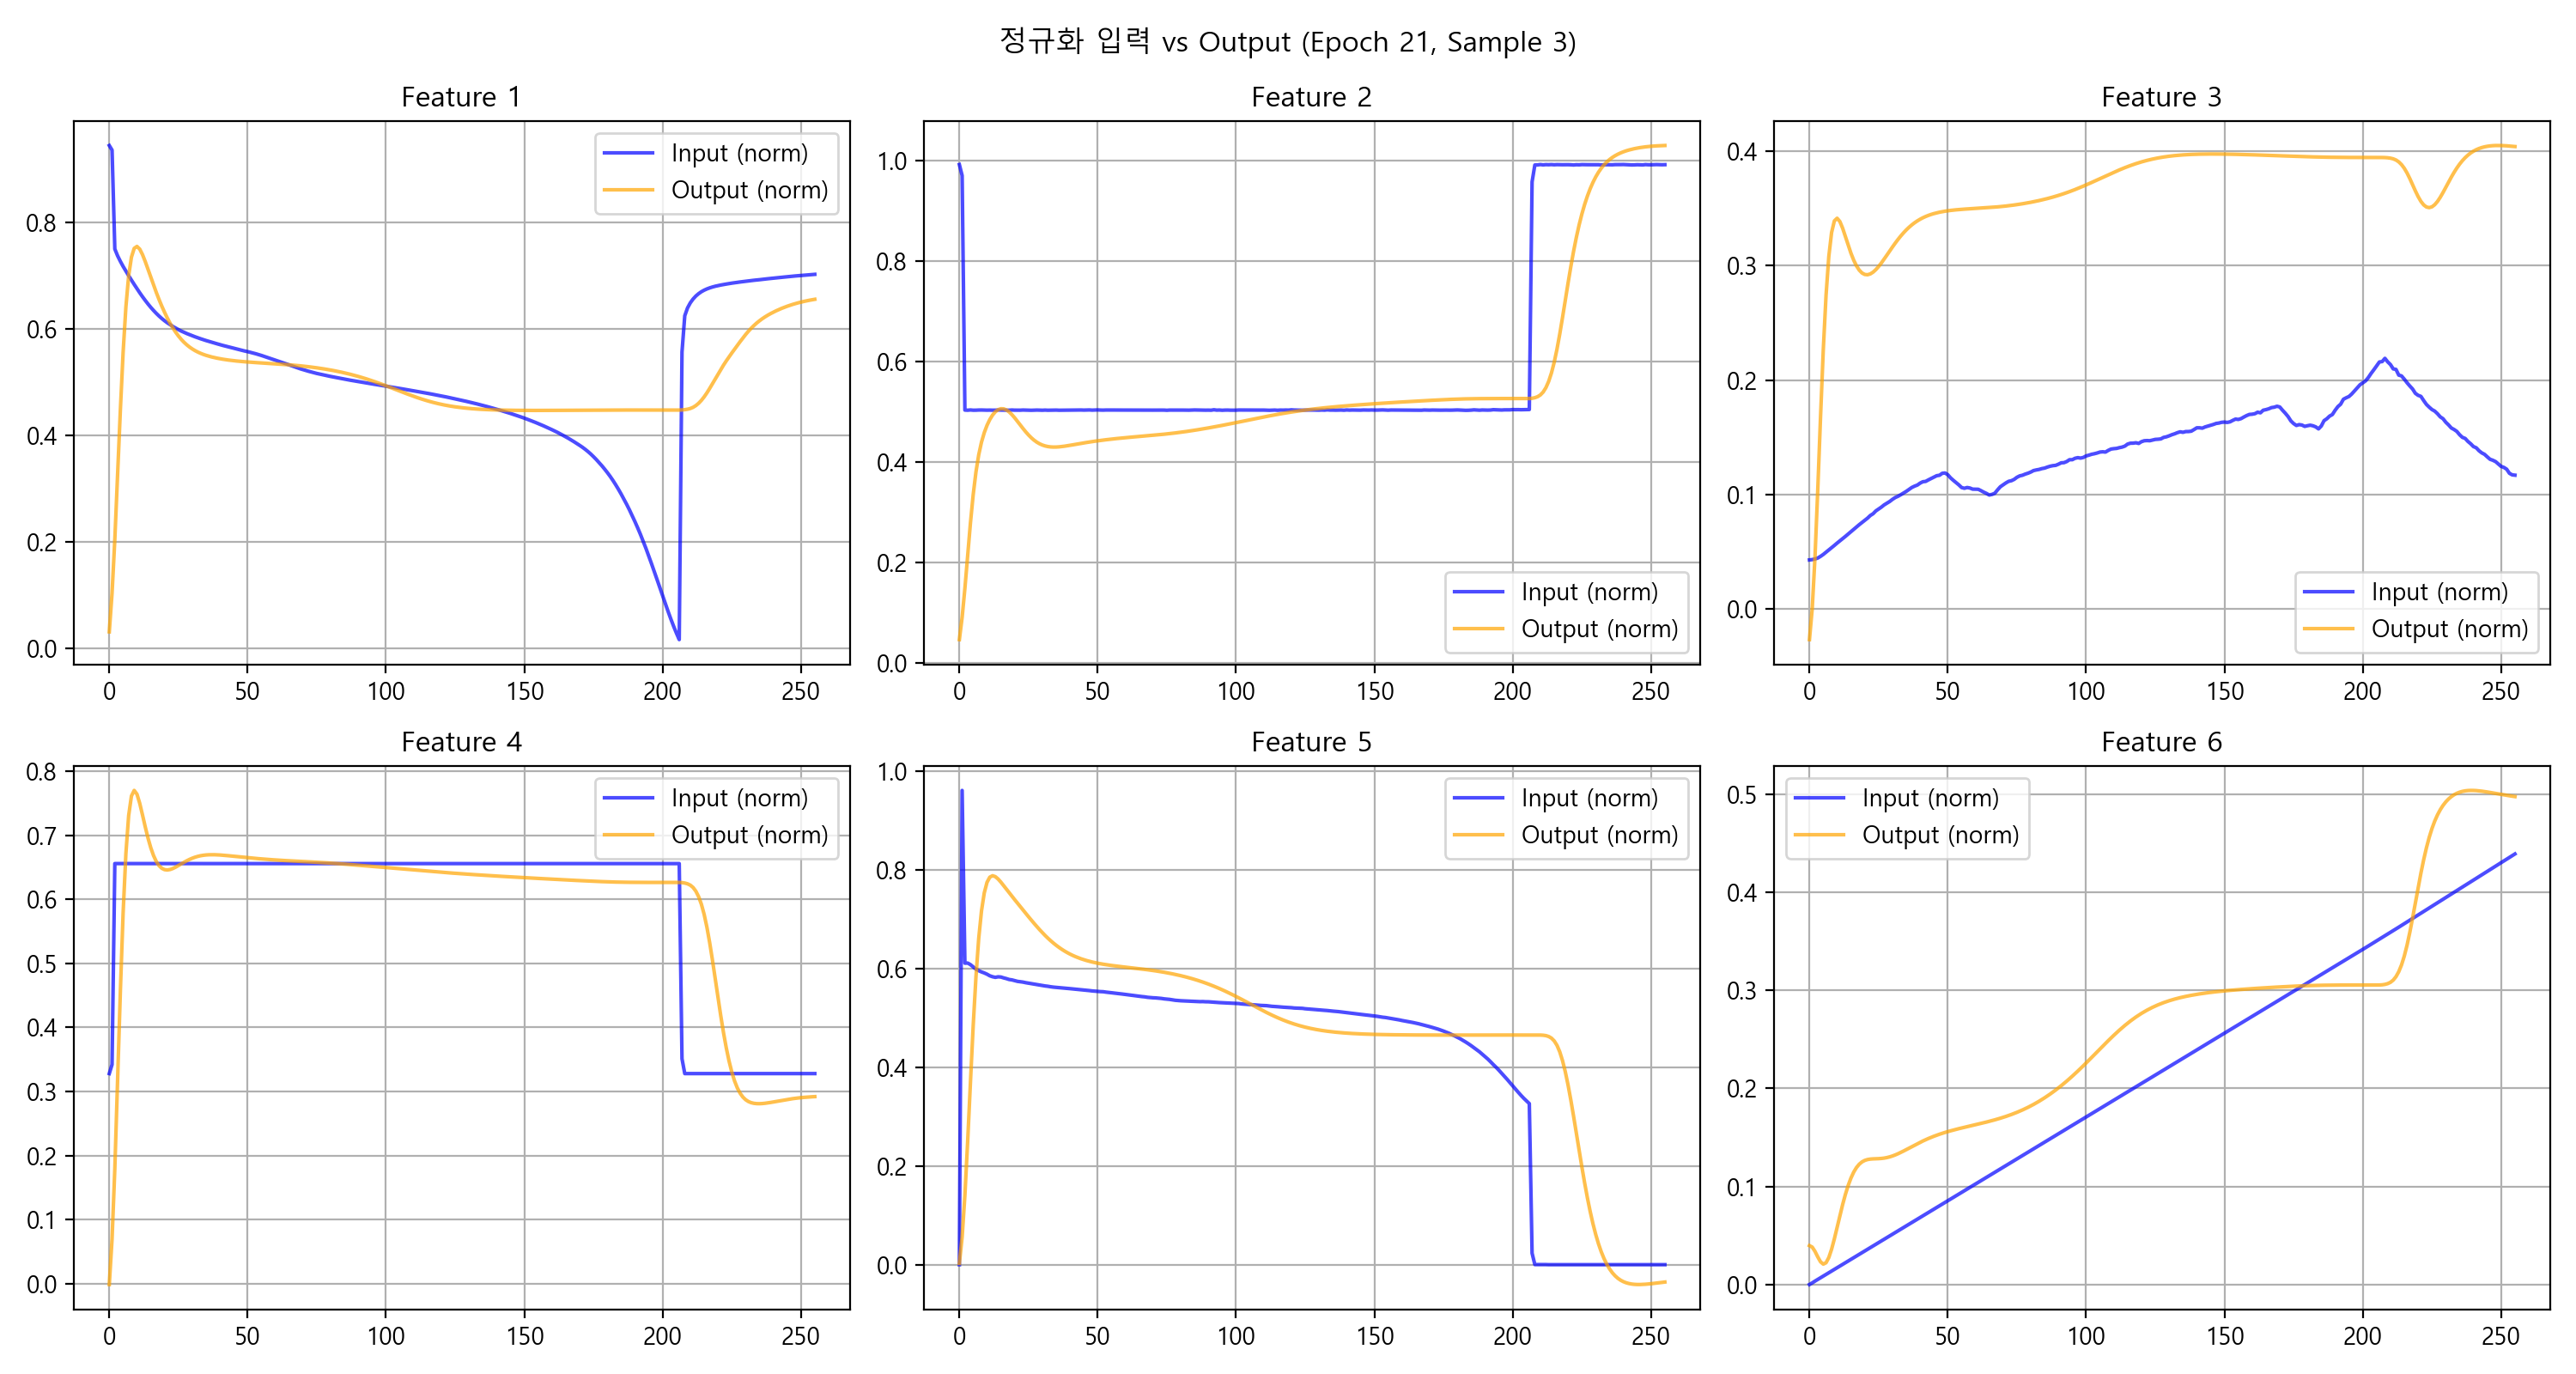 정규화 입력 vs Output (Epoch 21, Sample 3)
Feature 1
Input (norm)
Output (norm)
0.8
0.6
0.4
0.2
0.0
0 50 100 150 200 250
Feature 2
Input (norm)
Output (norm)
1.0
0.8
0.6
0.4
0.2
0.0
0 50 100 150 200 250
Feature 3
Input (norm)
Output (norm)
0.4
0.3
0.2
0.1
0.0
0 50 100 150 200 250
Feature 4
Input (norm)
Output (norm)
0.8
0.7
0.6
0.5
0.4
0.3
0.2
0.1
0.0
0 50 100 150 200 250
Feature 5
Input (norm)
Output (norm)
1.0
0.8
0.6
0.4
0.2
0.0
0 50 100 150 200 250
Feature 6
Input (norm)
Output (norm)
0.5
0.4
0.3
0.2
0.1
0.0
0 50 100 150 200 250